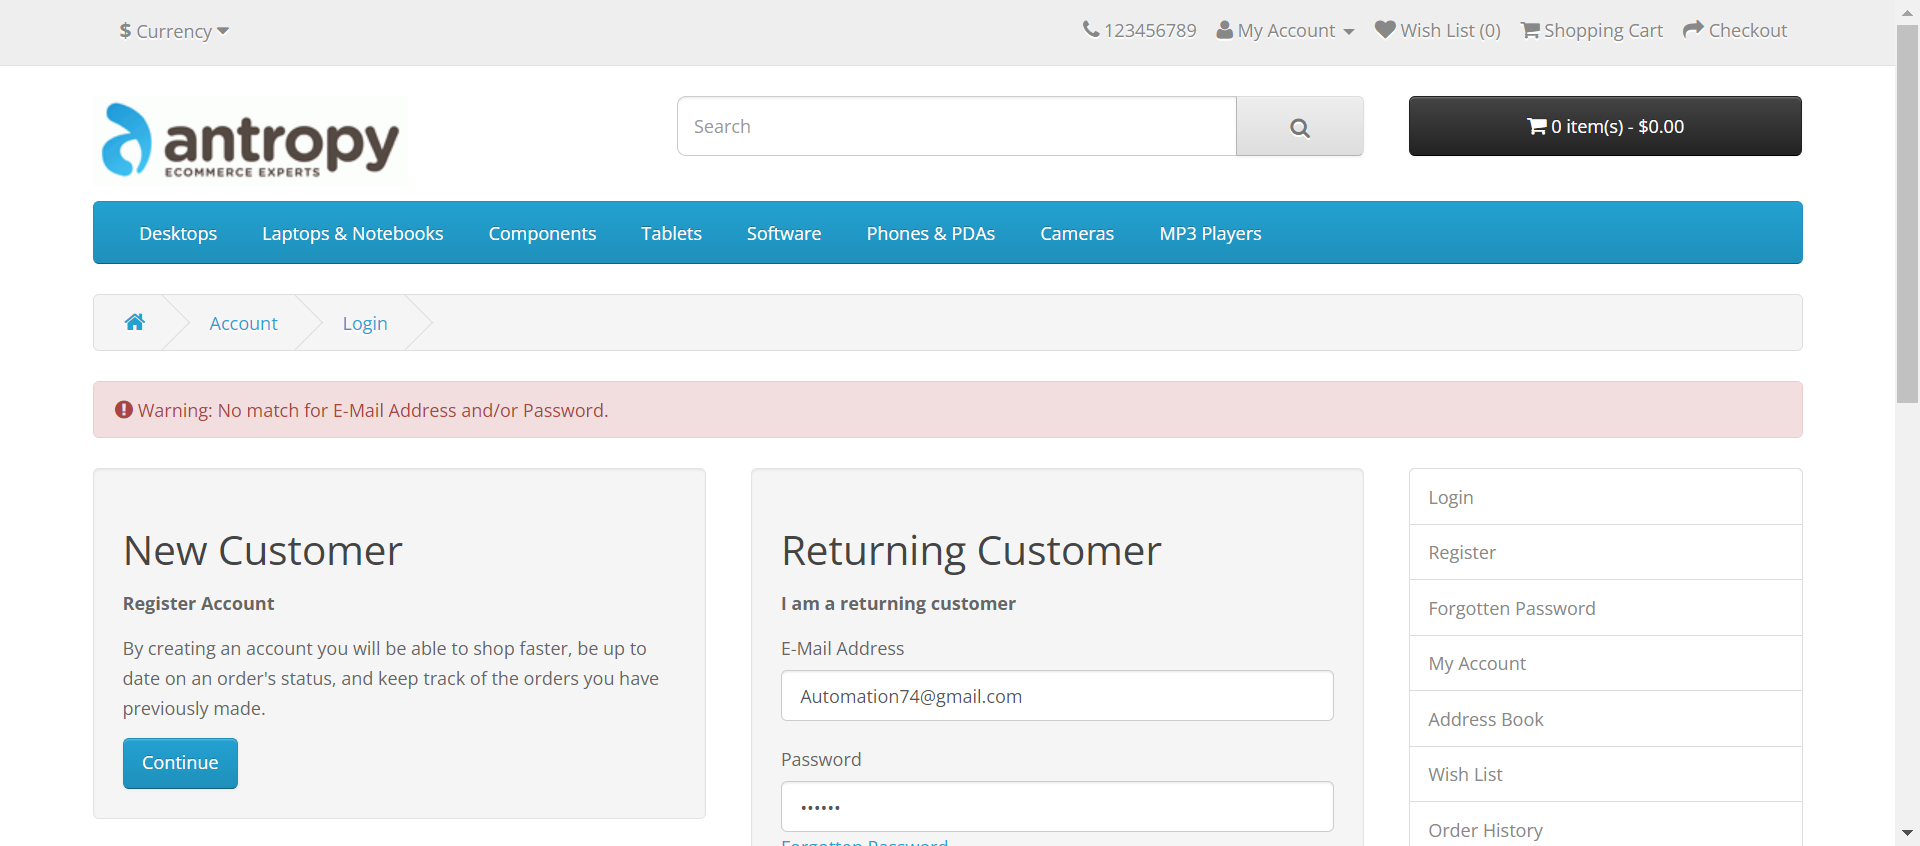 $ Currency
123456789 My Account Wish List (0) Shopping Cart Checkout
antropy
ECOMMERCE EXPERTS
Search
0 item(s) - $0.00
Desktops Laptops & Notebooks Components Tablets Software Phones & PDAs Cameras MP3 Players
Account Login
Warning: No match for E-Mail Address and/or Password.
New Customer
Register Account
By creating an account you will be able to shop faster, be up to
date on an order's status, and keep track of the orders you have
previously made.
Continue
Returning Customer
I am a returning customer
E-Mail Address
Automation74@gmail.com
Password
••••••
Forgotten Password
Login
Register
Forgotten Password
My Account
Address Book
Wish List
Order History